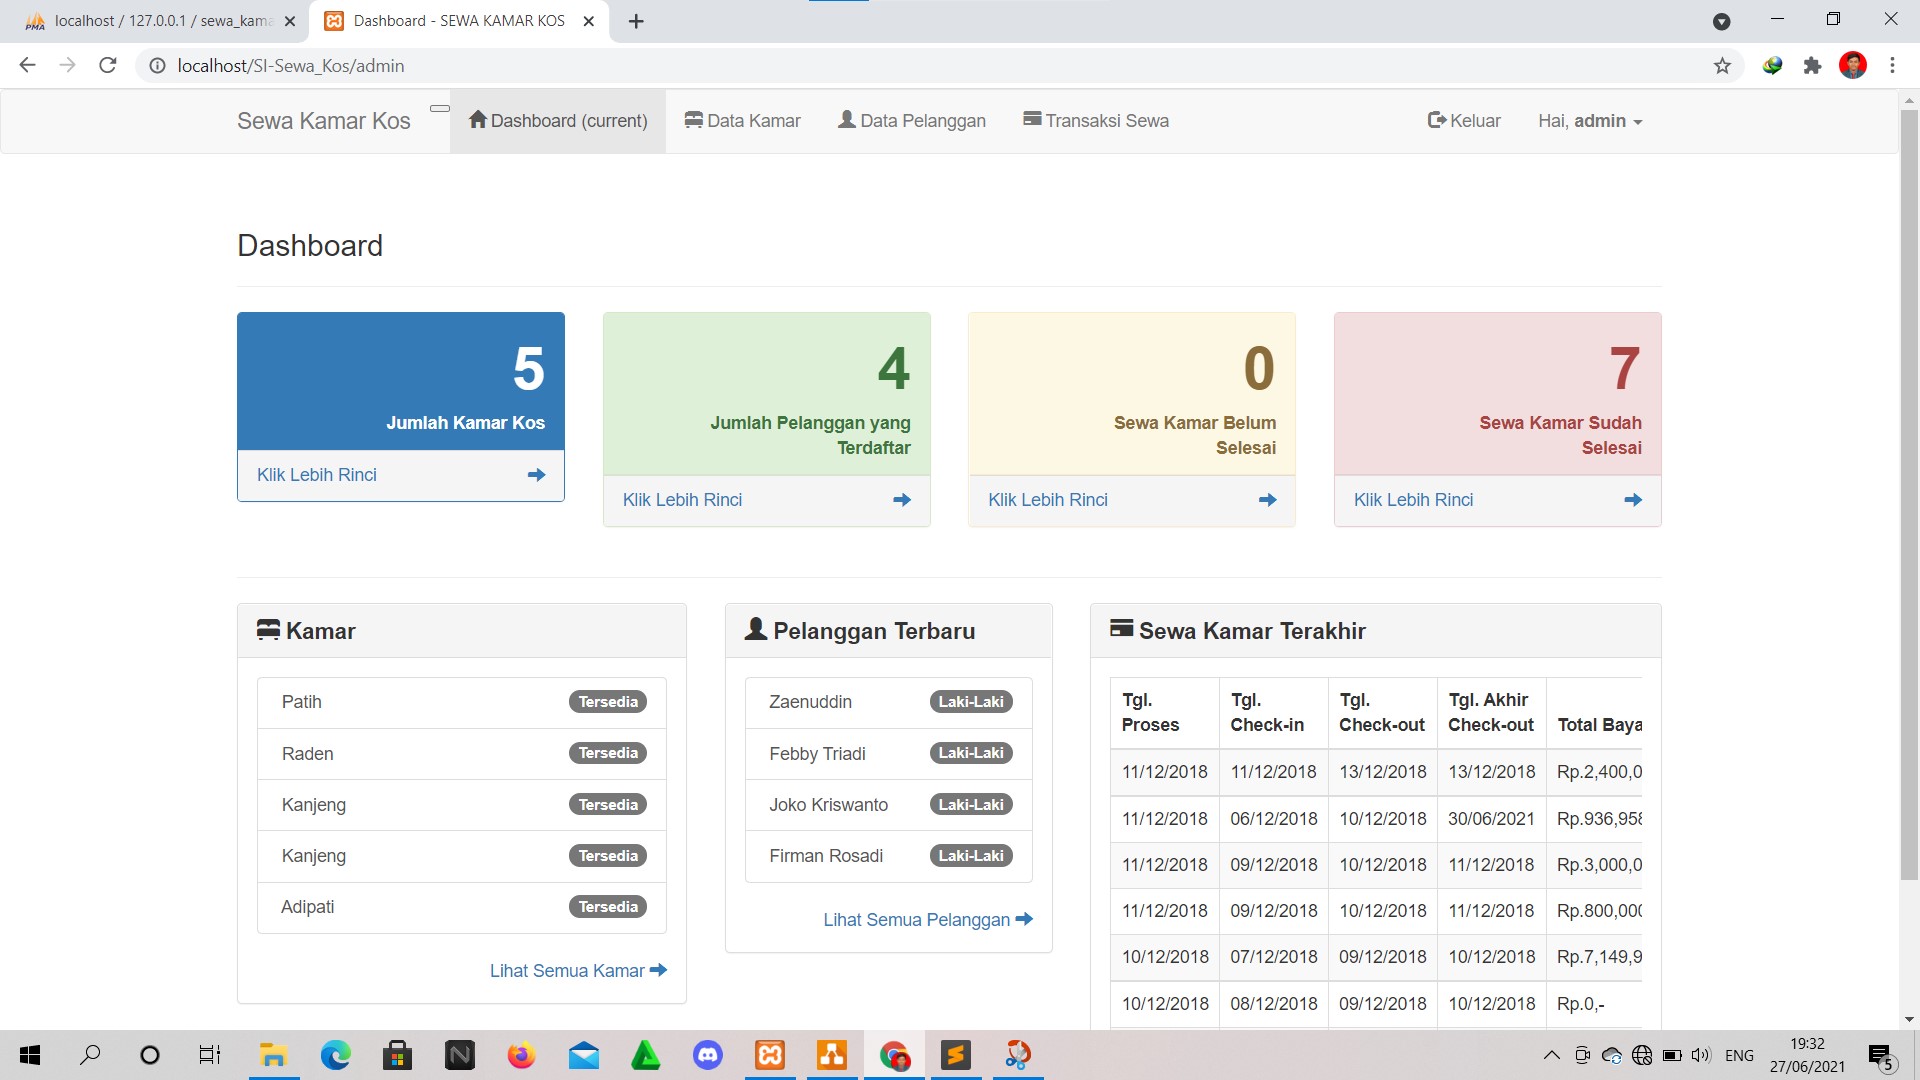 localhost / 127.0.0.1 / sewa_kama
Dashboard - SEWA KAMAR KOS
localhost/SI-Sewa_Kos/admin
Sewa Kamar Kos
Dashboard (current)
Data Kamar
Data Pelanggan
Transaksi Sewa
Keluar
Hai, admin
Dashboard
5
Jumlah Kamar Kos
Klik Lebih Rinci
4
Jumlah Pelanggan yang
Terdaftar
Klik Lebih Rinci
0
Sewa Kamar Belum
Selesai
Klik Lebih Rinci
7
Sewa Kamar Sudah
Selesai
Klik Lebih Rinci
Kamar
Patih Tersedia
Raden Tersedia
Kanjeng Tersedia
Kanjeng Tersedia
Adipati Tersedia
Lihat Semua Kamar
Pelanggan Terbaru
Zaenuddin Laki-Laki
Febby Triadi Laki-Laki
Joko Kriswanto Laki-Laki
Firman Rosadi Laki-Laki
Lihat Semua Pelanggan
Sewa Kamar Terakhir
Tgl. Proses Tgl. Check-in Tgl. Check-out Tgl. Akhir Check-out Total Baya
11/12/2018 11/12/2018 13/12/2018 13/12/2018 Rp.2,400,0
11/12/2018 06/12/2018 10/12/2018 30/06/2021 Rp.936,958
11/12/2018 09/12/2018 10/12/2018 11/12/2018 Rp.3,000,0
11/12/2018 09/12/2018 10/12/2018 11/12/2018 Rp.800,000
10/12/2018 07/12/2018 09/12/2018 10/12/2018 Rp.7,149,9
10/12/2018 08/12/2018 09/12/2018 10/12/2018 Rp.0,-
ENG
19:32
27/06/2021
5